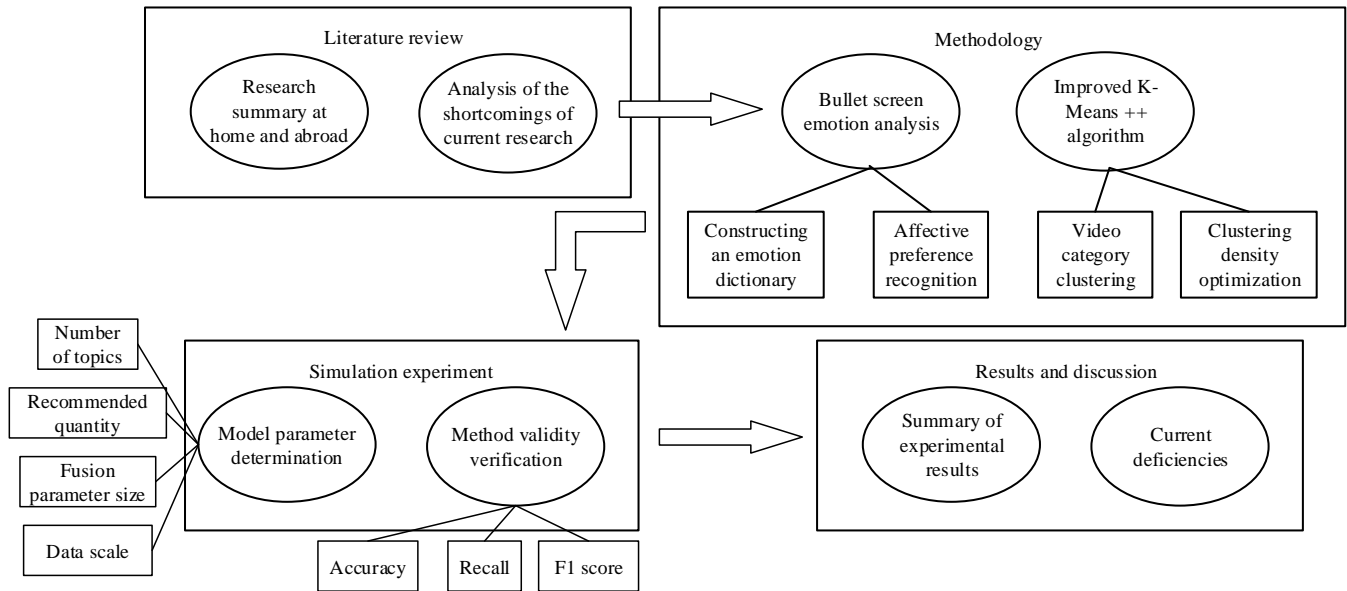 Literature review
Research
summary at
home and abroad
Analysis of the
shortcomings of
current research
Methodology
Bullet screen
emotion analysis
Improved K-
Means ++
algorithm
Constructing
an emotion
dictionary
Affective
preference
recognition
Video
category
clustering
Clustering
density
optimization
Number
of topics
Recommended
quantity
Fusion
parameter size
Data scale
Simulation experiment
Model parameter
determination
Method validity
verification
Accuracy
Recall
F1 score
Results and discussion
Summary of
experimental
results
Current
deficiencies